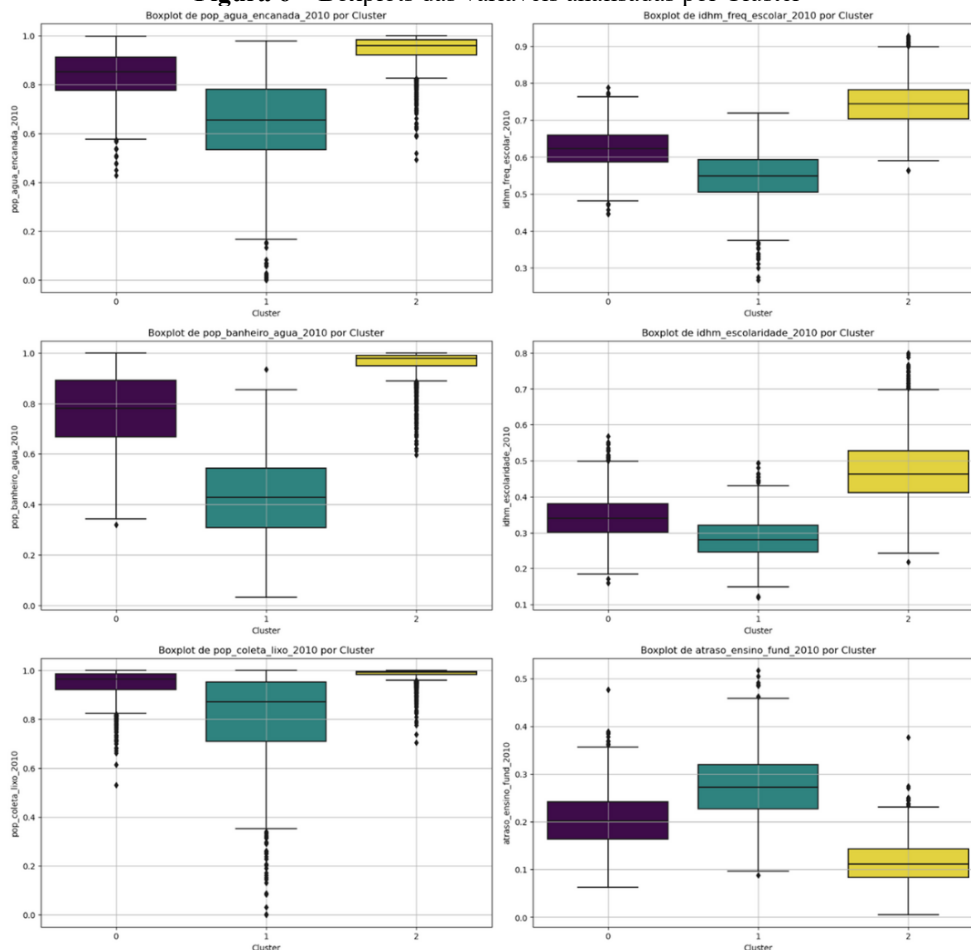 Figura 6 – Boxplots das variáveis analisadas por Cluster
Boxplot de pop_agua_encanada_2010 por Cluster
pop_agua_encanada_2010
1.0
0.8
0.6
0.4
0.2
0.0
0 1 2
Cluster
Boxplot de idhm_freq_escolar_2010 por Cluster
idhm_freq_escolar_2010
0.9
0.8
0.7
0.6
0.5
0.4
0.3
0 1 2
Cluster
Boxplot de pop_banheiro_agua_2010 por Cluster
pop_banheiro_agua_2010
1.0
0.8
0.6
0.4
0.2
0.0
0 1 2
Cluster
Boxplot de idhm_escolaridade_2010 por Cluster
idhm_escolaridade_2010
0.8
0.7
0.6
0.5
0.4
0.3
0.2
0.1
0 1 2
Cluster
Boxplot de pop_coleta_lixo_2010 por Cluster
pop_coleta_lixo_2010
1.0
0.8
0.6
0.4
0.2
0.0
0 1 2
Cluster
Boxplot de atraso_ensino_fund_2010 por Cluster
atraso_ensino_fund_2010
0.5
0.4
0.3
0.2
0.1
0.0
0 1 2
Cluster